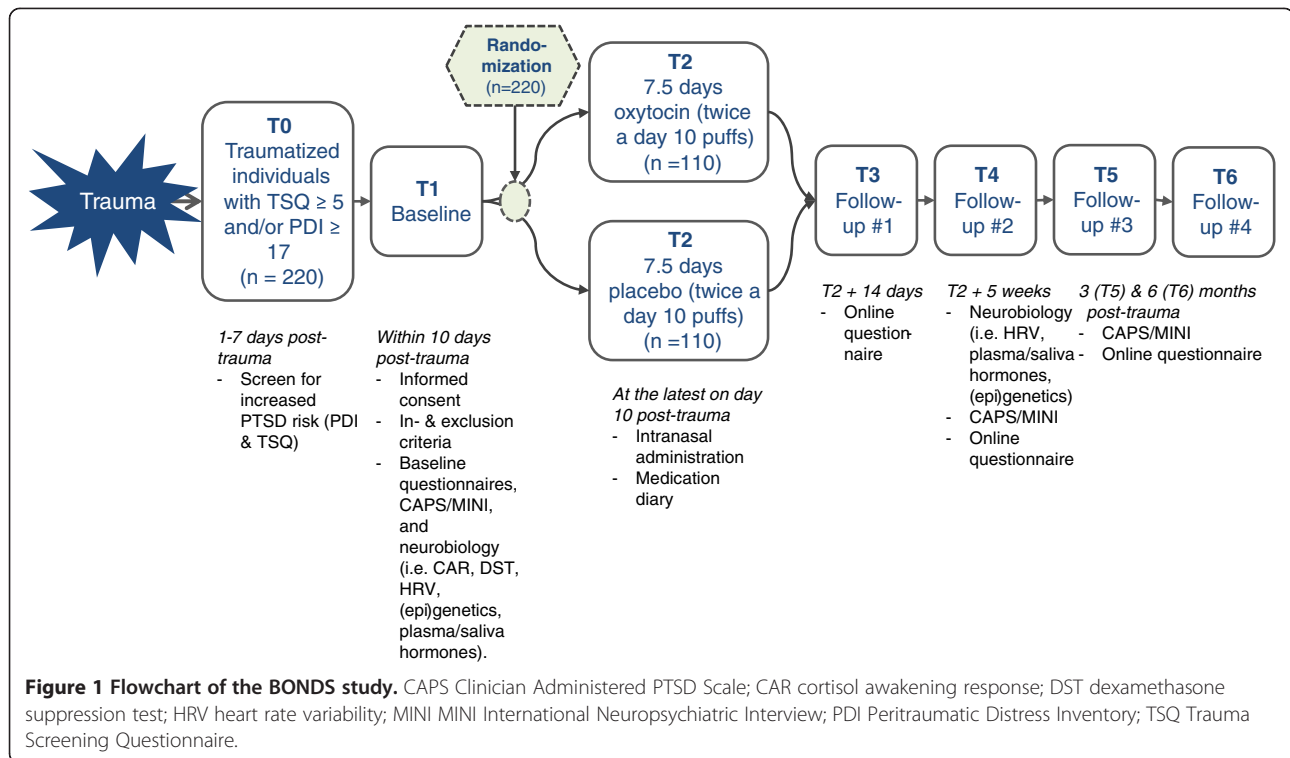 Trauma
T0
Traumatized
individuals
with TSQ ≥ 5
and/or PDI ≥
17
(n = 220)
1-7 days post-
trauma
- Screen for
increased
PTSD risk (PDI
& TSQ)
T1
Baseline
Within 10 days
post-trauma
- Informed
consent
- In- & exclusion
criteria
- Baseline
questionnaires,
CAPS/MINI,
and
neurobiology
(i.e. CAR, DST,
HRV,
(epi)genetics,
plasma/saliva
hormones).
Rando-
mization
(n=220)
T2
7.5 days
oxytocin (twice
a day 10 puffs)
(n =110)
T2
7.5 days
placebo (twice a
day 10 puffs)
(n =110)
At the latest on day
10 post-trauma
- Intranasal
administration
- Medication
diary
T3
Follow-
up #1
T2 + 14 days
- Online
question-
naire
T4
Follow-
up #2
T2 + 5 weeks
- Neurobiology
(i.e. HRV,
plasma/saliva
hormones,
(epi)genetics)
- CAPS/MINI
- Online
questionnaire
T5
Follow-
up #3
T6
Follow-
up #4
3 (T5) & 6 (T6) months
post-trauma
- CAPS/MINI
- Online questionnaire
Figure 1 Flowchart of the BONDS study. CAPS Clinician Administered PTSD Scale; CAR cortisol awakening response; DST dexamethasone
suppression test; HRV heart rate variability; MINI MINI International Neuropsychiatric Interview; PDI Peritraumatic Distress Inventory; TSQ Trauma
Screening Questionnaire.